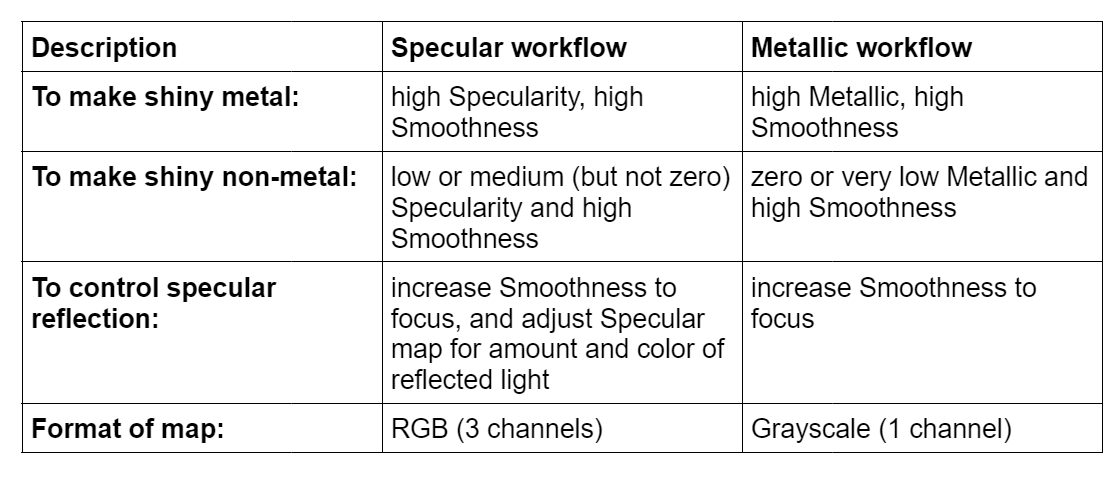 Description
Specular workflow
Metallic workflow
To make shiny metal:
high Specularity, high
Smoothness
high Metallic, high
Smoothness
To make shiny non-metal:
low or medium (but not zero)
Specularity and high
Smoothness
zero or very low Metallic and
high Smoothness
To control specular
reflection:
increase Smoothness to
focus, and adjust Specular
map for amount and color of
reflected light
increase Smoothness to
focus
Format of map:
RGB (3 channels)
Grayscale (1 channel)